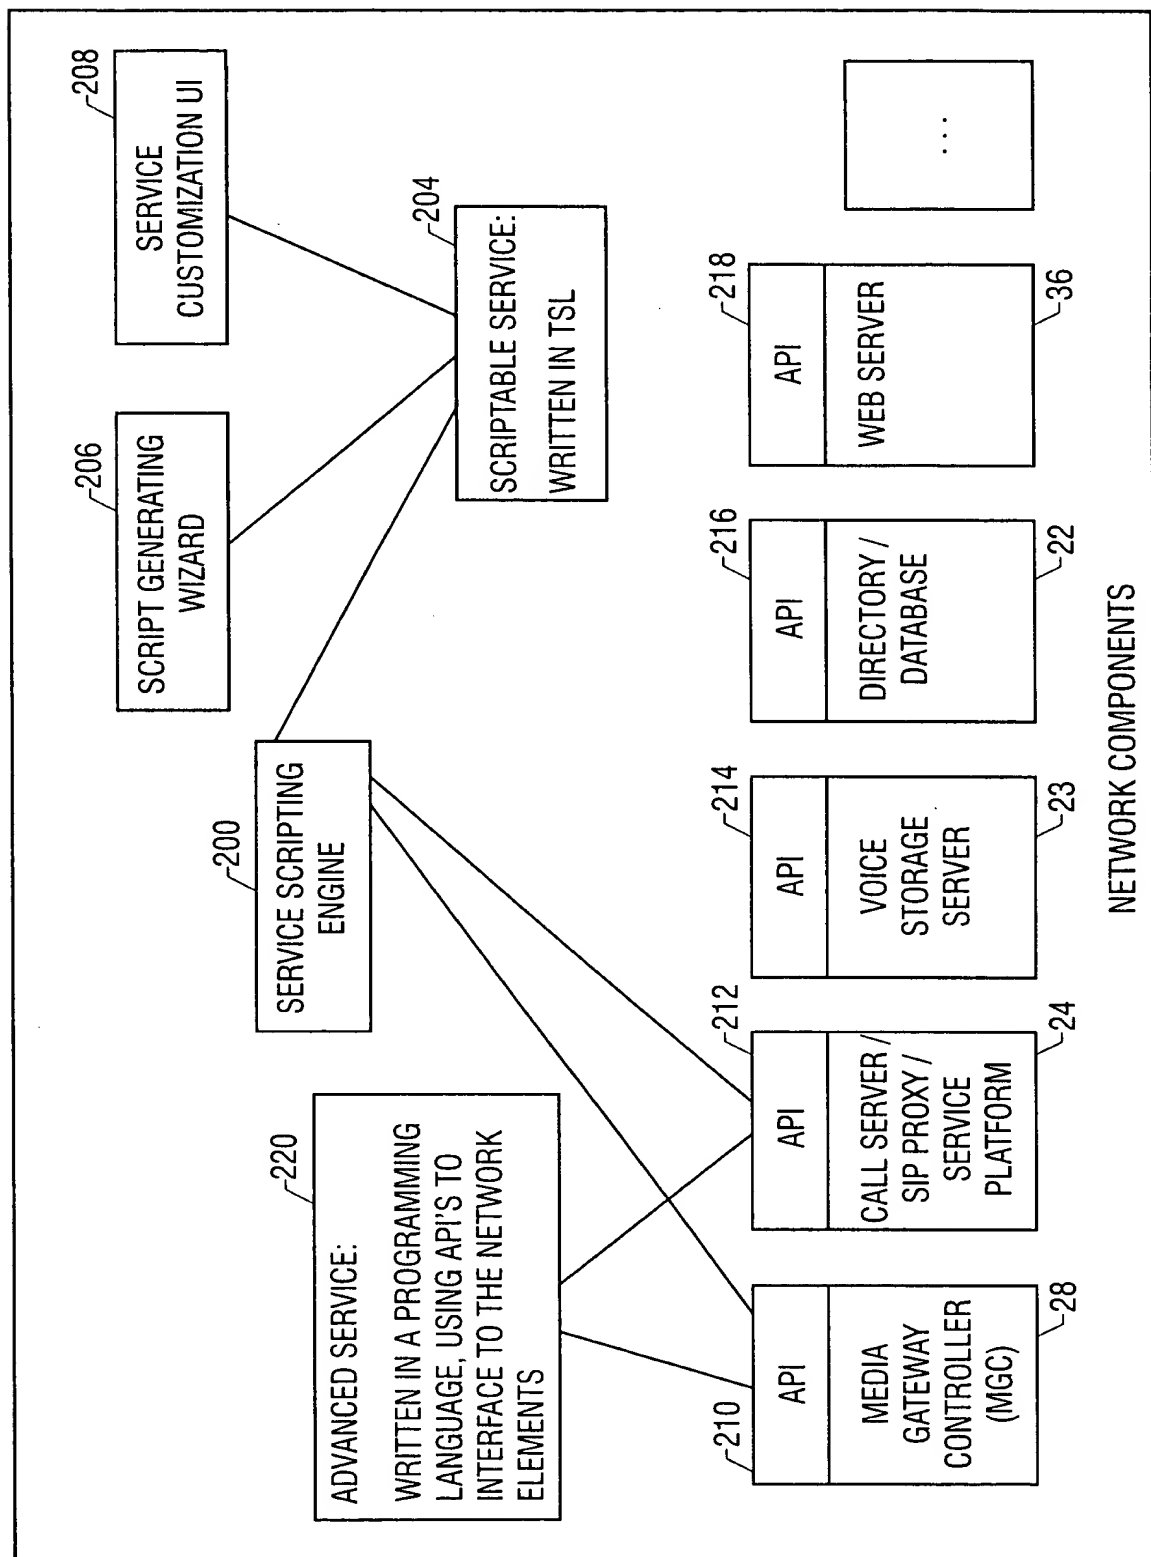 208
SERVICE
CUSTOMIZATION UI
206
SCRIPT GENERATING
WIZARD
204
SCRIPTABLE SERVICE:
WRITTEN IN TSL
200
SERVICE SCRIPTING
ENGINE
220
ADVANCED SERVICE:
WRITTEN IN A PROGRAMMING
LANGUAGE, USING API'S TO
INTERFACE TO THE NETWORK
ELEMENTS
210
API
MEDIA
GATEWAY
CONTROLLER
(MGC)
28
212
API
CALL SERVER /
SIP PROXY /
SERVICE
PLATFORM
24
214
API
VOICE
STORAGE
SERVER
23
216
API
DIRECTORY /
DATABASE
22
218
API
WEB SERVER
36
...
NETWORK COMPONENTS